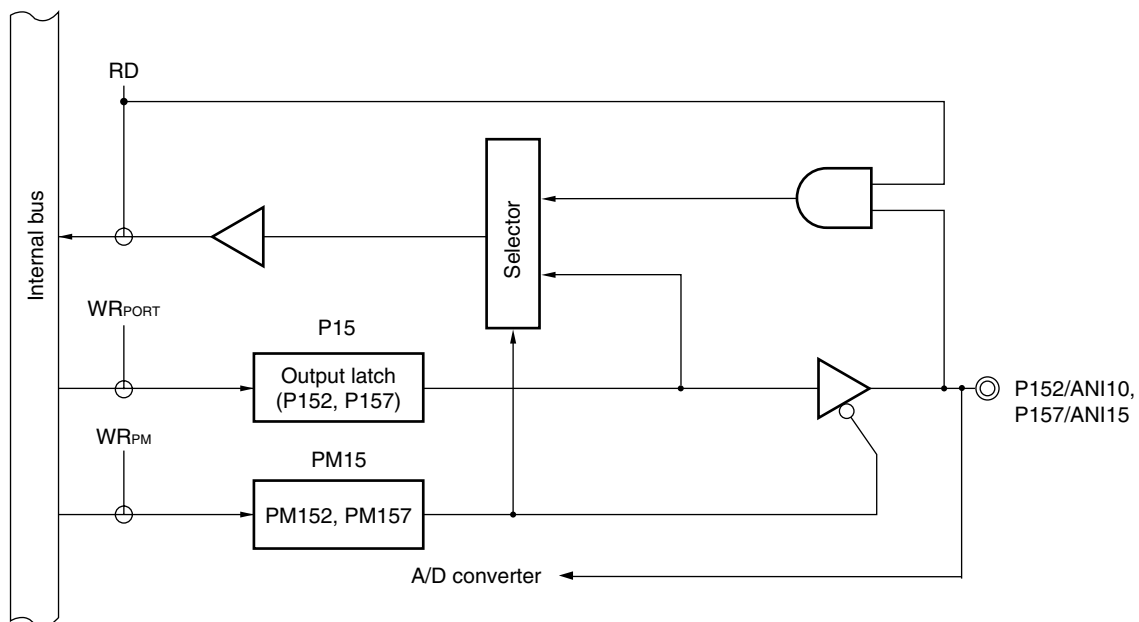 RD
Internal bus
Selector
WRPORT
P15
Output latch
(P152, P157)
P152/ANI10,
P157/ANI15
WRPM
PM15
PM152, PM157
A/D converter